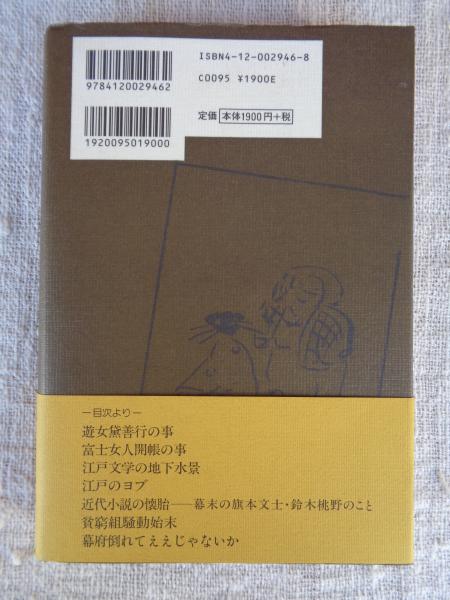 ISBN4-12-002946-8
C0095 ¥1900E
定価 本体1900円+税
9784120029462
1920095019000
―目次より―
遊女黛善行の事
富士女人開帳の事
江戸文学の地下水景
江戸のヨブ
近代小説の懐胎――幕末の旗本文士・鈴木桃野のこと
貧窮組騒動始末
幕府倒れてええじゃないか